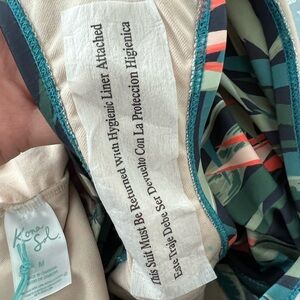 This Suit Must Be Returned With Hygienic Liner Attached
Este Traje Debe Ser Devuelto Con La Proteccion Higienica
Kona
Sol
M